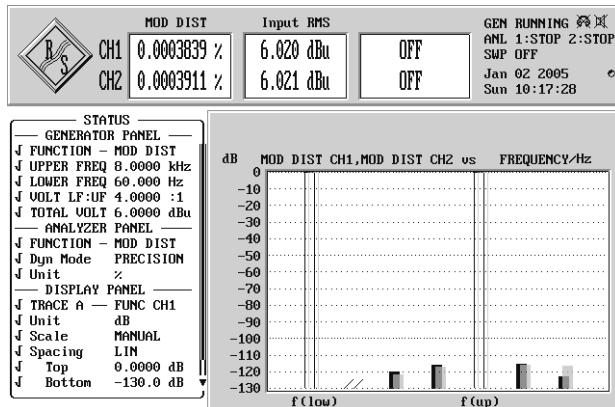 MOD DIST Input RMS
R S CH1 0.0003839 % 6.020 dBu OFF
CH2 0.0003911 % 6.021 dBu OFF
GEN RUNNING
ANL 1:STOP 2:STOP
SWP OFF
Jan 02 2005
Sun 10:17:28
STATUS
GENERATOR PANEL
FUNCTION - MOD DIST
UPPER FREQ 8.0000 kHz
LOWER FREQ 60.000 Hz
VOLT LF:UF 4.0000 :1
TOTAL VOLT 6.0000 dBu
ANALYZER PANEL
FUNCTION - MOD DIST
Dyn Mode PRECISION
Unit %
DISPLAY PANEL
TRACE A — FUNC CH1
Unit dB
Scale MANUAL
Spacing LIN
Top 0.0000 dB
Bottom -130.0 dB
dB MOD DIST CH1,MOD DIST CH2 vs FREQUENCY/Hz
0
-10
-20
-30
-40
-50
-60
-70
-80
-90
-100
-110
-120
-130
f(low) f(up)